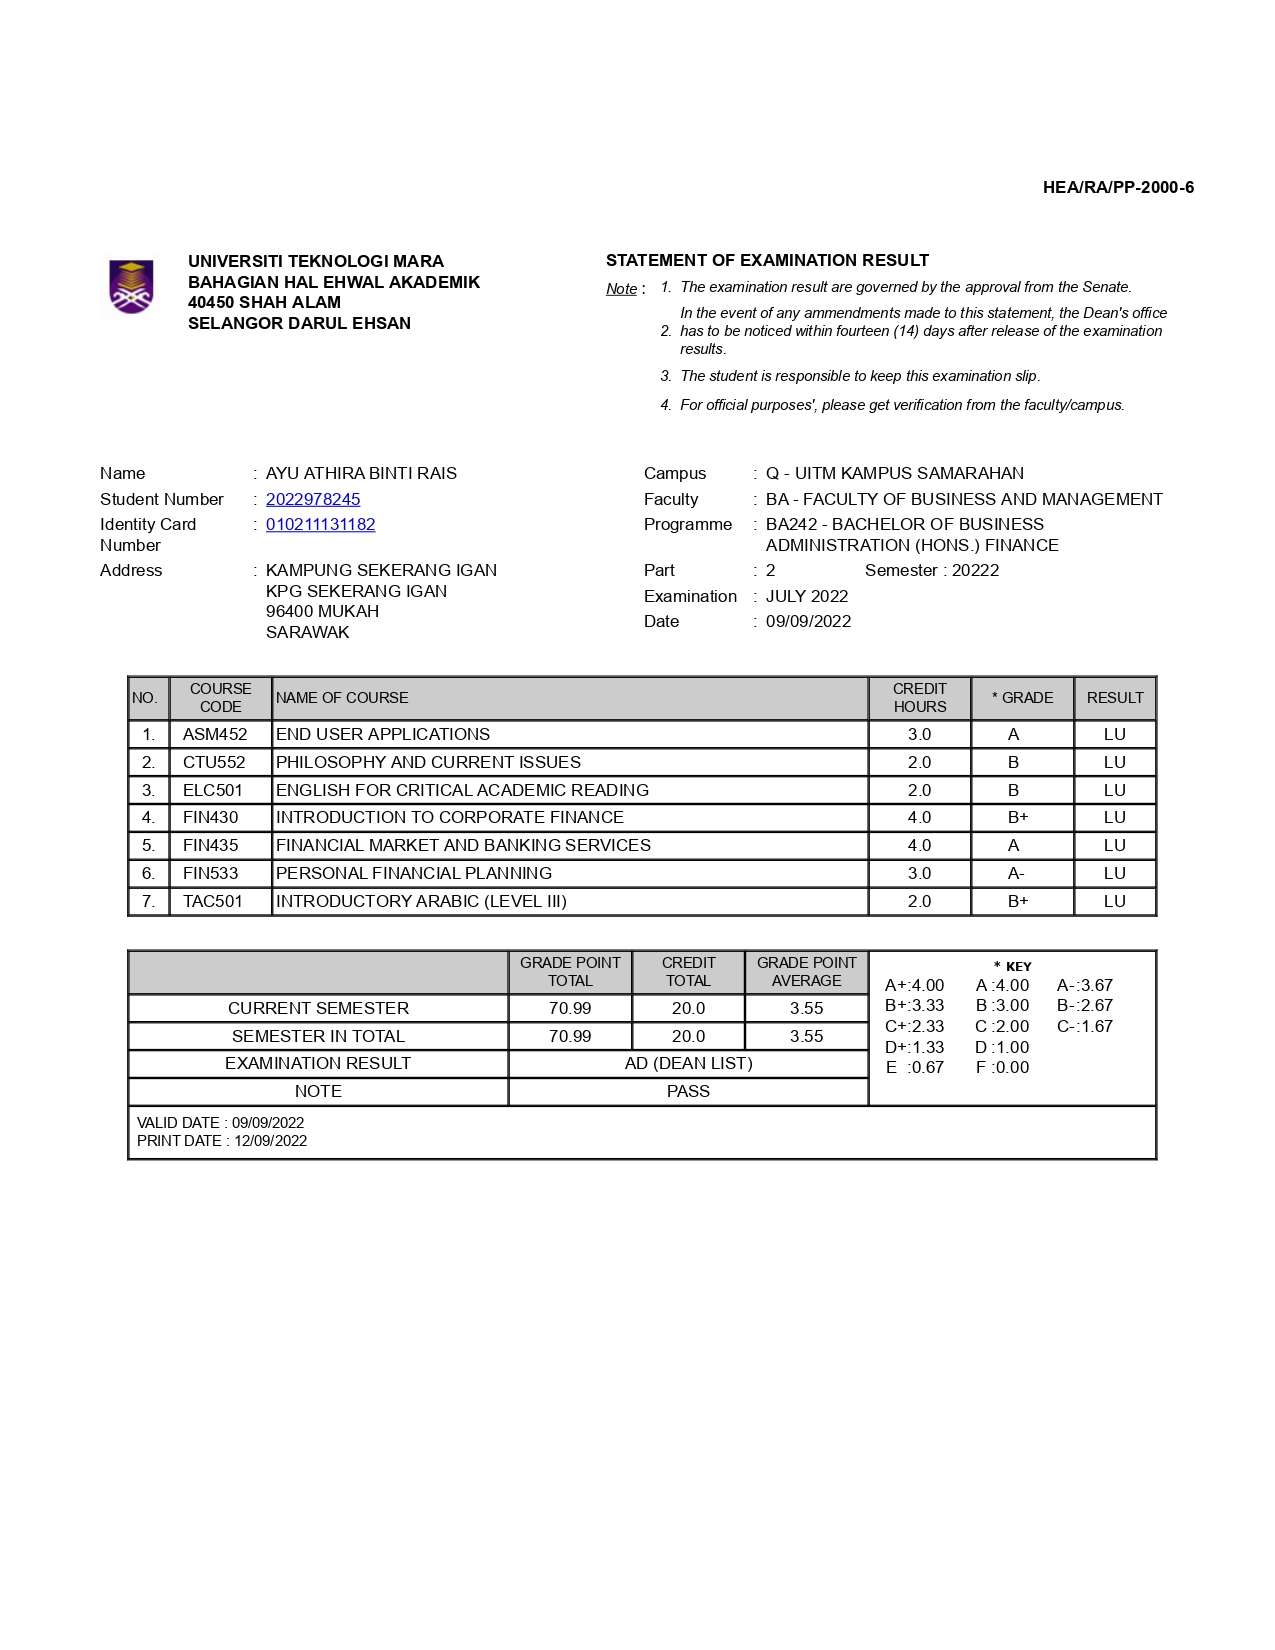 HEA/RA/PP-2000-6
UNIVERSITI TEKNOLOGI MARA
BAHAGIAN HAL EHWAL AKADEMIK
40450 SHAH ALAM
SELANGOR DARUL EHSAN
STATEMENT OF EXAMINATION RESULT
Note : 1. The examination result are governed by the approval from the Senate.
2. In the event of any ammendments made to this statement, the Dean's office
has to be noticed within fourteen (14) days after release of the examination
results.
3. The student is responsible to keep this examination slip.
4. For official purposes', please get verification from the faculty/campus.
Name : AYU ATHIRA BINTI RAIS
Student Number : 2022978245
Identity Card
Number : 010211131182
Address : KAMPUNG SEKERANG IGAN
KPG SEKERANG IGAN
96400 MUKAH
SARAWAK
Campus : Q - UITM KAMPUS SAMARAHAN
Faculty : BA - FACULTY OF BUSINESS AND MANAGEMENT
Programme : BA242 - BACHELOR OF BUSINESS
ADMINISTRATION (HONS.) FINANCE
Part : 2 Semester : 20222
Examination : JULY 2022
Date : 09/09/2022
NO. COURSE CODE NAME OF COURSE CREDIT HOURS * GRADE RESULT
1. ASM452 END USER APPLICATIONS 3.0 A LU
2. CTU552 PHILOSOPHY AND CURRENT ISSUES 2.0 B LU
3. ELC501 ENGLISH FOR CRITICAL ACADEMIC READING 2.0 B LU
4. FIN430 INTRODUCTION TO CORPORATE FINANCE 4.0 B+ LU
5. FIN435 FINANCIAL MARKET AND BANKING SERVICES 4.0 A LU
6. FIN533 PERSONAL FINANCIAL PLANNING 3.0 A- LU
7. TAC501 INTRODUCTORY ARABIC (LEVEL III) 2.0 B+ LU
GRADE POINT TOTAL CREDIT TOTAL GRADE POINT AVERAGE
CURRENT SEMESTER 70.99 20.0 3.55
SEMESTER IN TOTAL 70.99 20.0 3.55
EXAMINATION RESULT AD (DEAN LIST)
NOTE PASS
* KEY
A+:4.00 A :4.00 A-:3.67
B+:3.33 B :3.00 B-:2.67
C+:2.33 C :2.00 C-:1.67
D+:1.33 D :1.00
E :0.67 F :0.00
VALID DATE : 09/09/2022
PRINT DATE : 12/09/2022